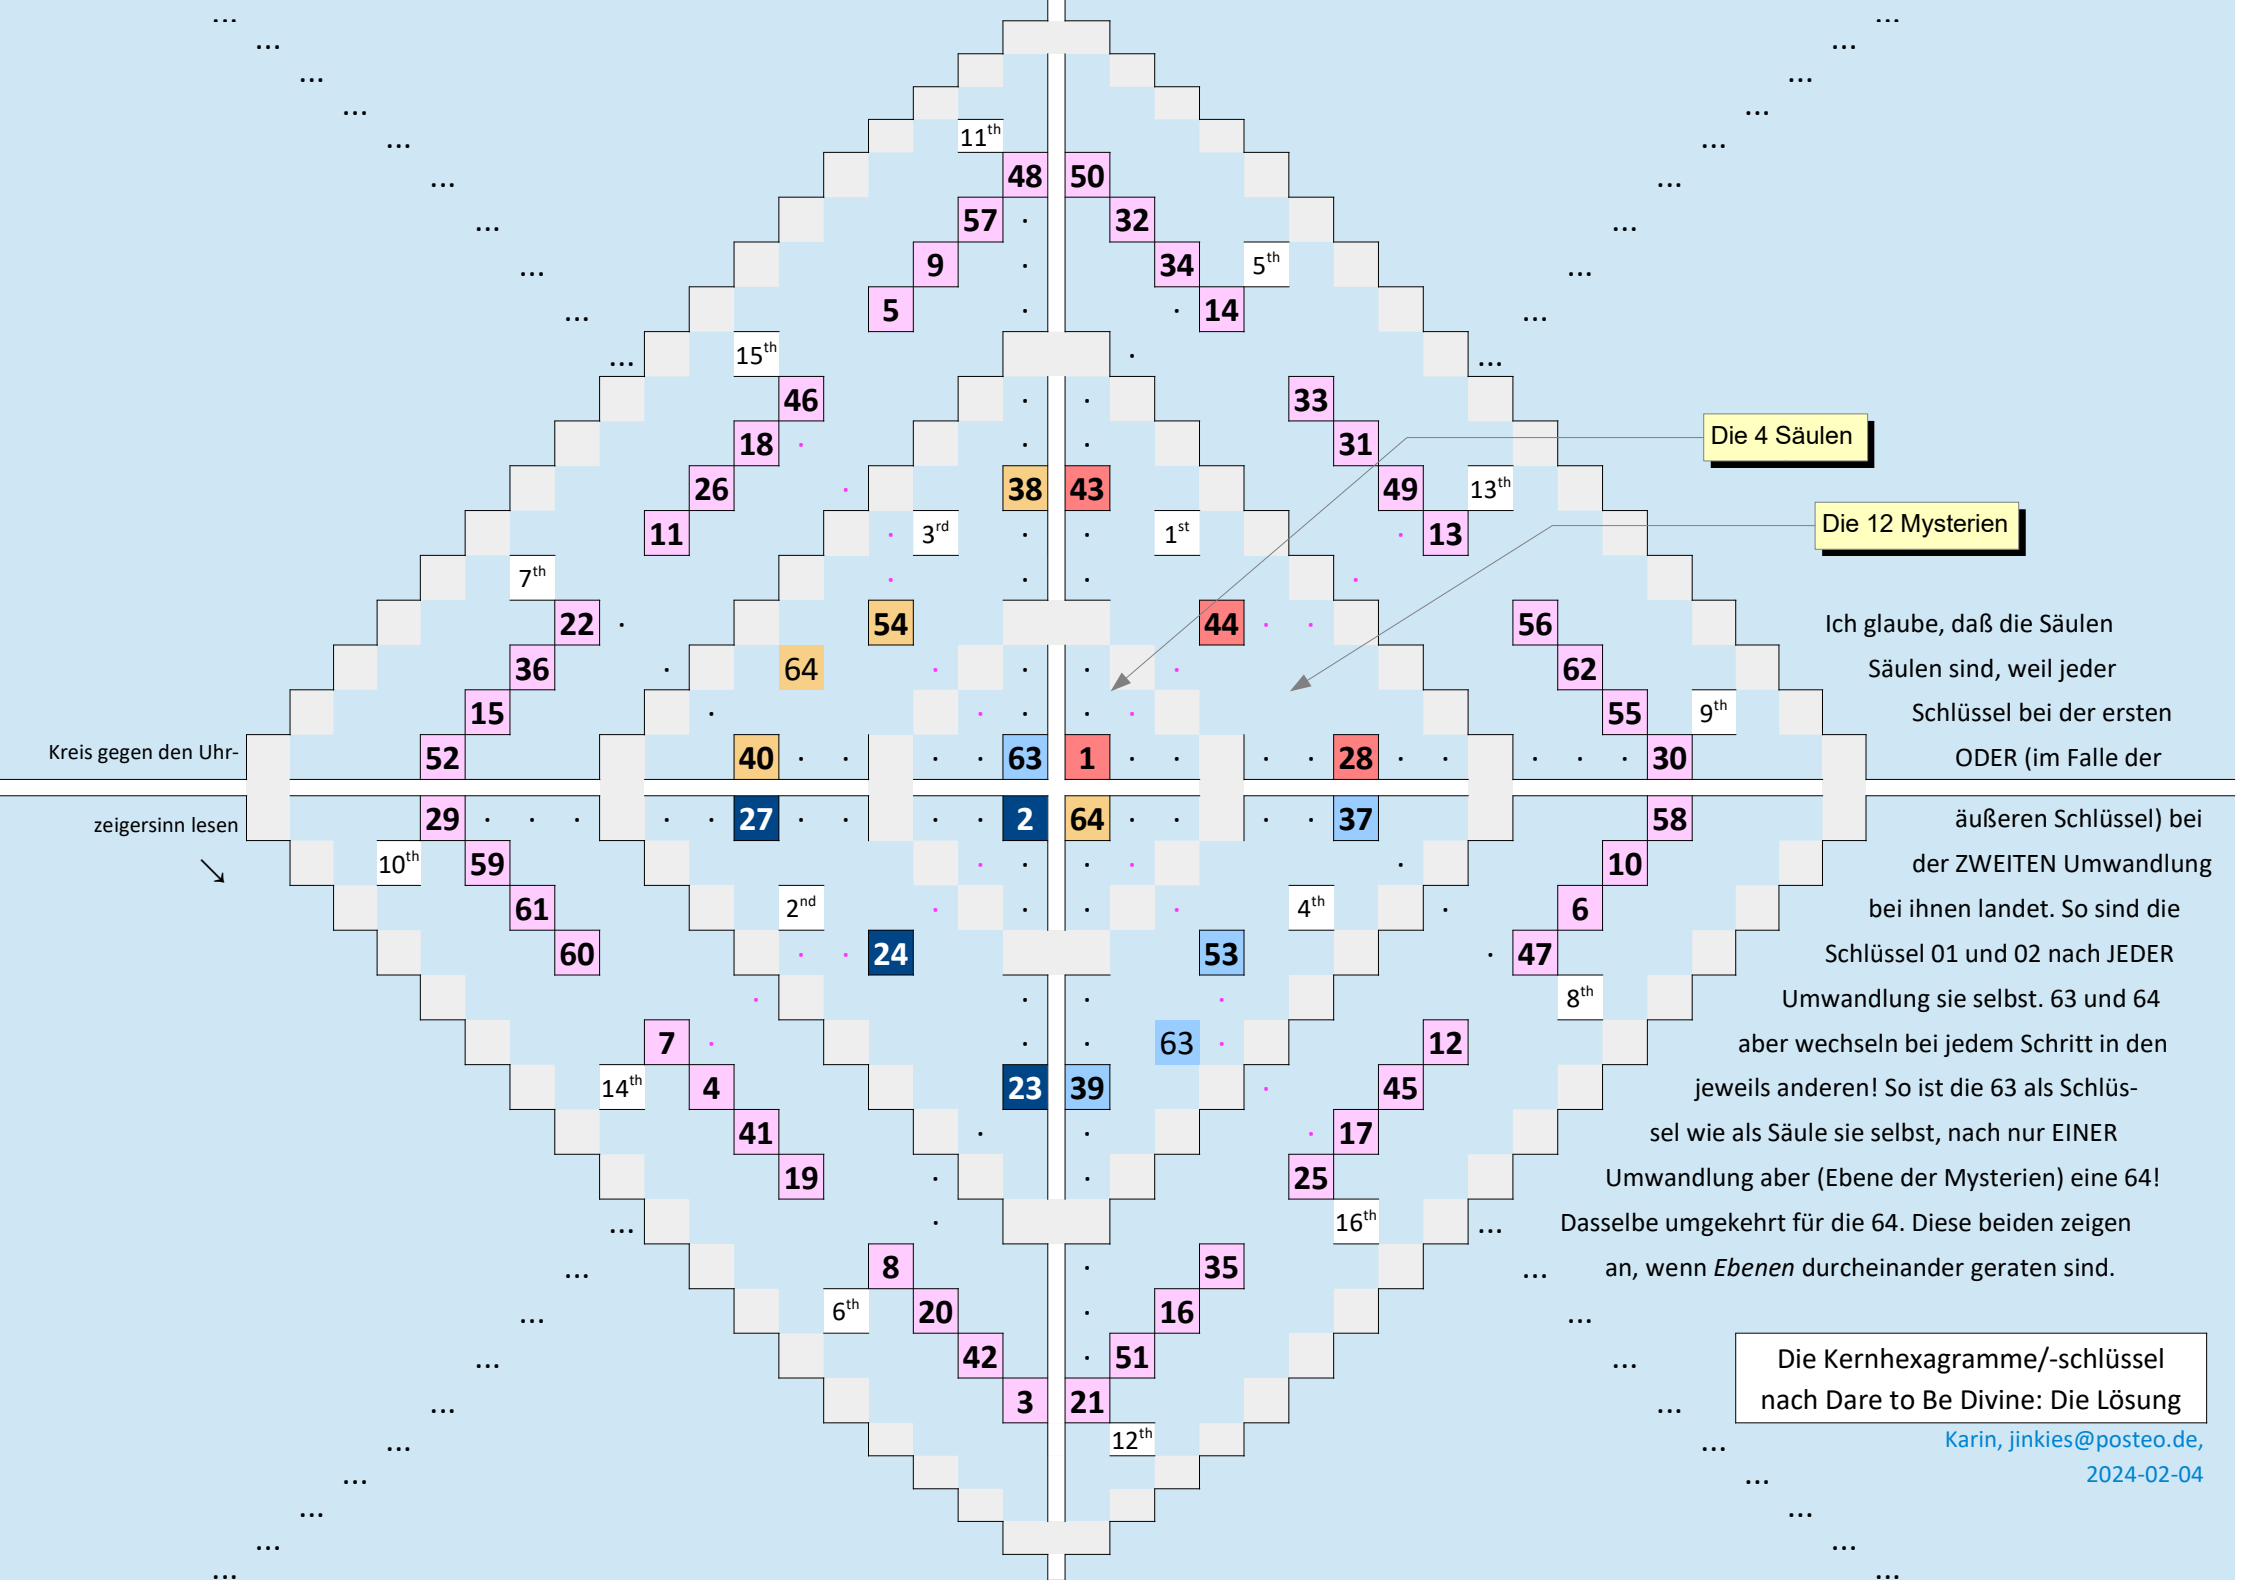 ... ...
... ...
... ...
... 11th ...
... ...
... 48 50 ...
... 57 · 32 ...
... 9 · 34 5th ...
... 5 · · 14 ...
... 15th · ...
46 · · 33
18 · · · 31
26 · 38 43 49 13th
11 · 3rd · · 1st · 13
7th · · · ·
22 · 54 44 · · 56
36 · 64 · · · · 62
15 · · · · · 55 9th
52 40 · · · · 63 1 · · · · 28 · · · · · 30
29 · · · · · 27 · · · · 2 64 · · · · 37 58
10th 59 · · · · · 10
61 2nd · · · · 4th · 6
60 · · 24 53 · 47
· · · · 8th
7 · · · 63 · 12
14th 4 23 39 · 45
41 · · · 17
19 · · 25
... · 16th ...
... 8 · 35 ...
... 6th 20 · 16 ...
... 42 · 51 ...
... 3 21 ...
... 12th ...
... ...
... ...
... ...
... ...
Die 4 Säulen
Die 12 Mysterien
Kreis gegen den Uhr-
zeigersinn lesen
↘
Ich glaube, daß die Säulen
Säulen sind, weil jeder
Schlüssel bei der ersten
ODER (im Falle der
äußeren Schlüssel) bei
der ZWEITEN Umwandlung
bei ihnen landet. So sind die
Schlüssel 01 und 02 nach JEDER
Umwandlung sie selbst. 63 und 64
aber wechseln bei jedem Schritt in den
jeweils anderen! So ist die 63 als Schlüs-
sel wie als Säule sie selbst, nach nur EINER
Umwandlung aber (Ebene der Mysterien) eine 64!
Dasselbe umgekehrt für die 64. Diese beiden zeigen
an, wenn Ebenen durcheinander geraten sind.
Die Kernhexagramme/-schlüssel
nach Dare to Be Divine: Die Lösung
Karin, jinkies@posteo.de,
2024-02-04